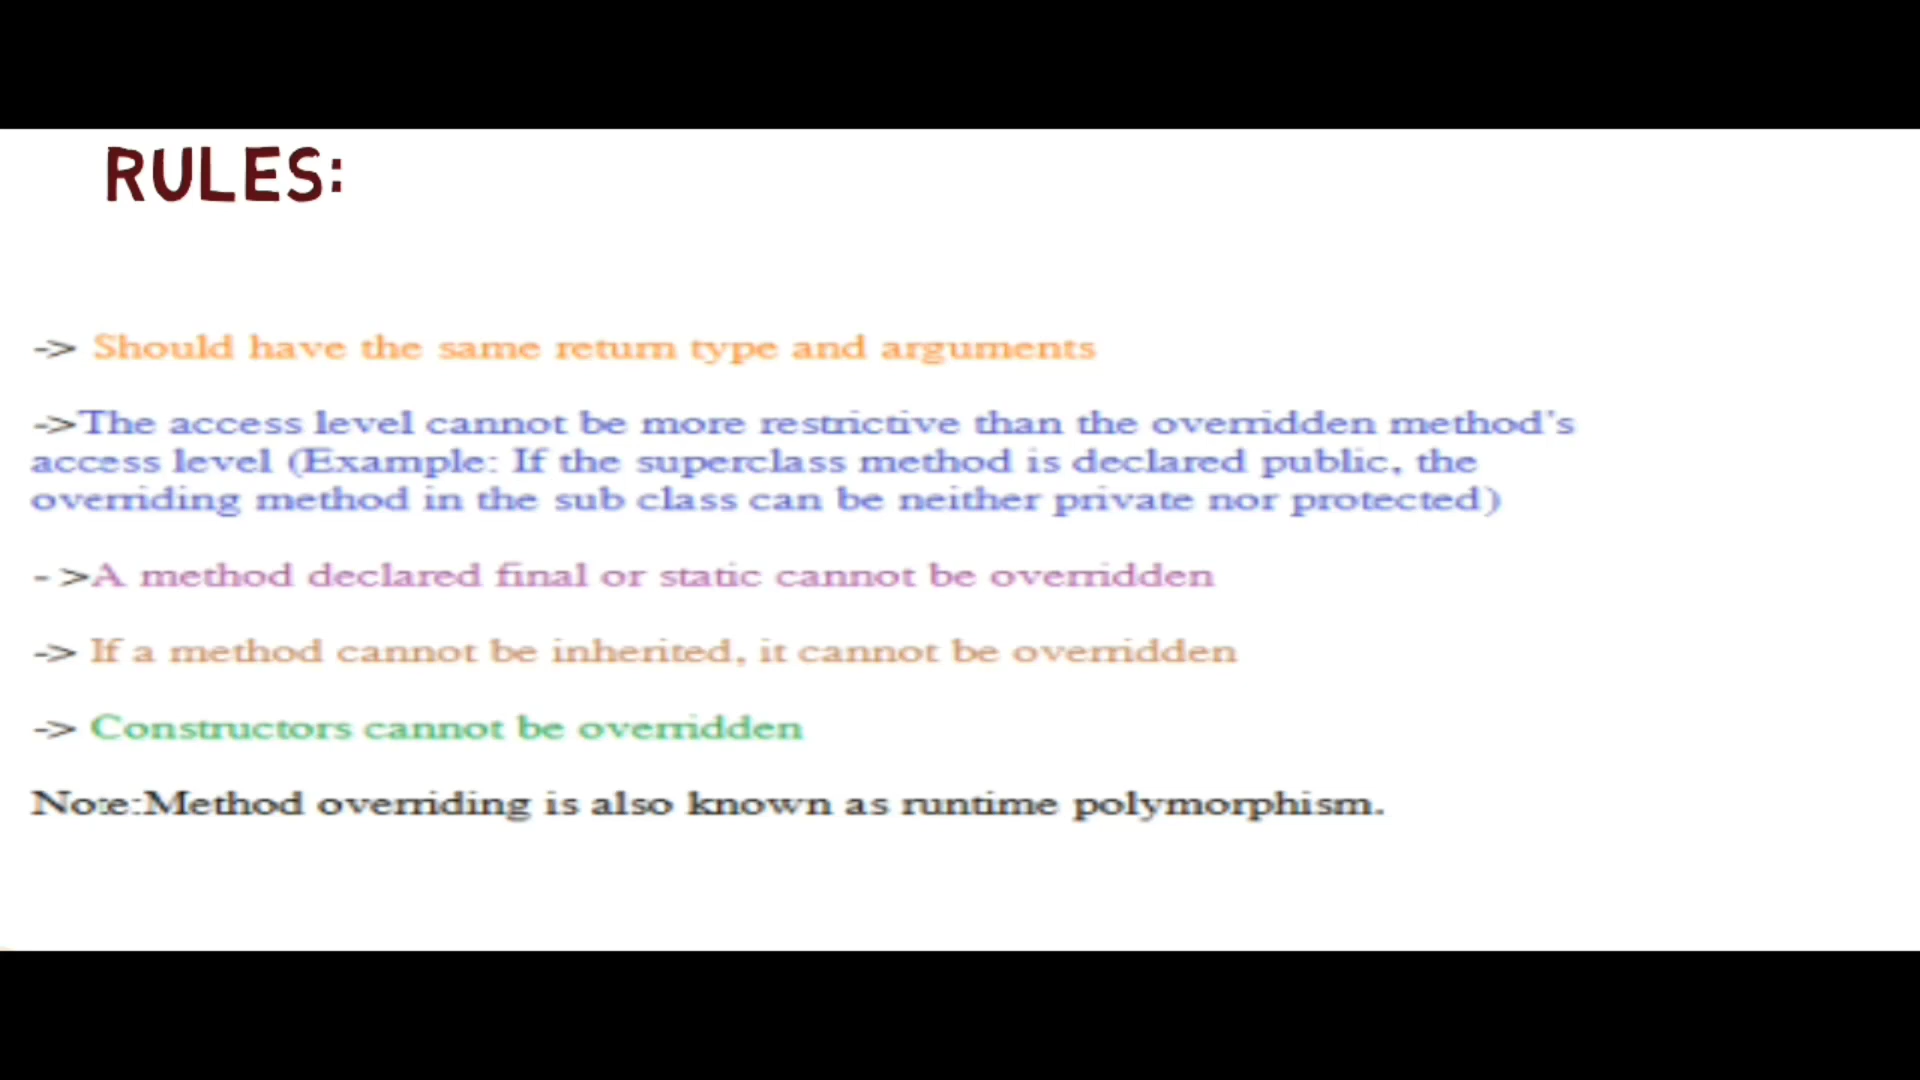 RULES:
-> Should have the same return type and arguments
->The access level cannot be more restrictive than the overridden method's
access level (Example: If the superclass method is declared public, the
overriding method in the sub class can be neither private nor protected)
- >A method declared final or static cannot be overridden
-> If a method cannot be inherited, it cannot be overridden
-> Constructors cannot be overridden
Note:Method overriding is also known as runtime polymorphism.